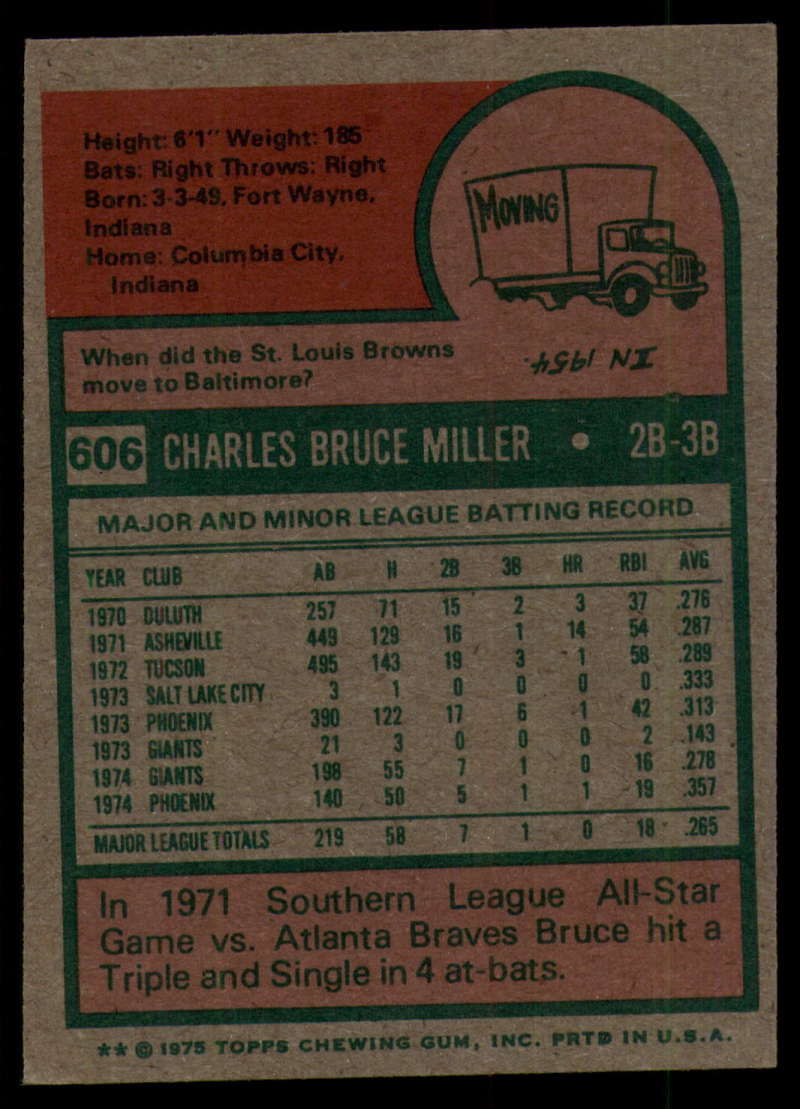 Height: 6'1" Weight: 185
Bats: Right Throws: Right
Born: 3-3-49, Fort Wayne,
Indiana
Home: Columbia City,
Indiana
MOVING
When did the St. Louis Browns
move to Baltimore?
IN 1954.
606 CHARLES BRUCE MILLER • 2B-3B
MAJOR AND MINOR LEAGUE BATTING RECORD
YEAR CLUB AB H 2B 3B HR RBI AVG
1970 DULUTH 257 71 15 2 3 37 .276
1971 ASHEVILLE 449 129 16 1 14 54 .287
1972 TUCSON 495 143 19 3 1 58 .289
1973 SALT LAKE CITY 3 1 0 0 0 0 .333
1973 PHOENIX 390 122 17 6 1 42 .313
1973 GIANTS 21 3 0 0 0 2 .143
1974 GIANTS 198 55 7 1 0 16 .278
1974 PHOENIX 140 50 5 1 1 19 .357
MAJOR LEAGUE TOTALS 219 58 7 1 0 18 .265
In 1971 Southern League All-Star
Game vs. Atlanta Braves Bruce hit a
Triple and Single in 4 at-bats.
** © 1975 TOPPS CHEWING GUM, INC. PRTD IN U.S.A.